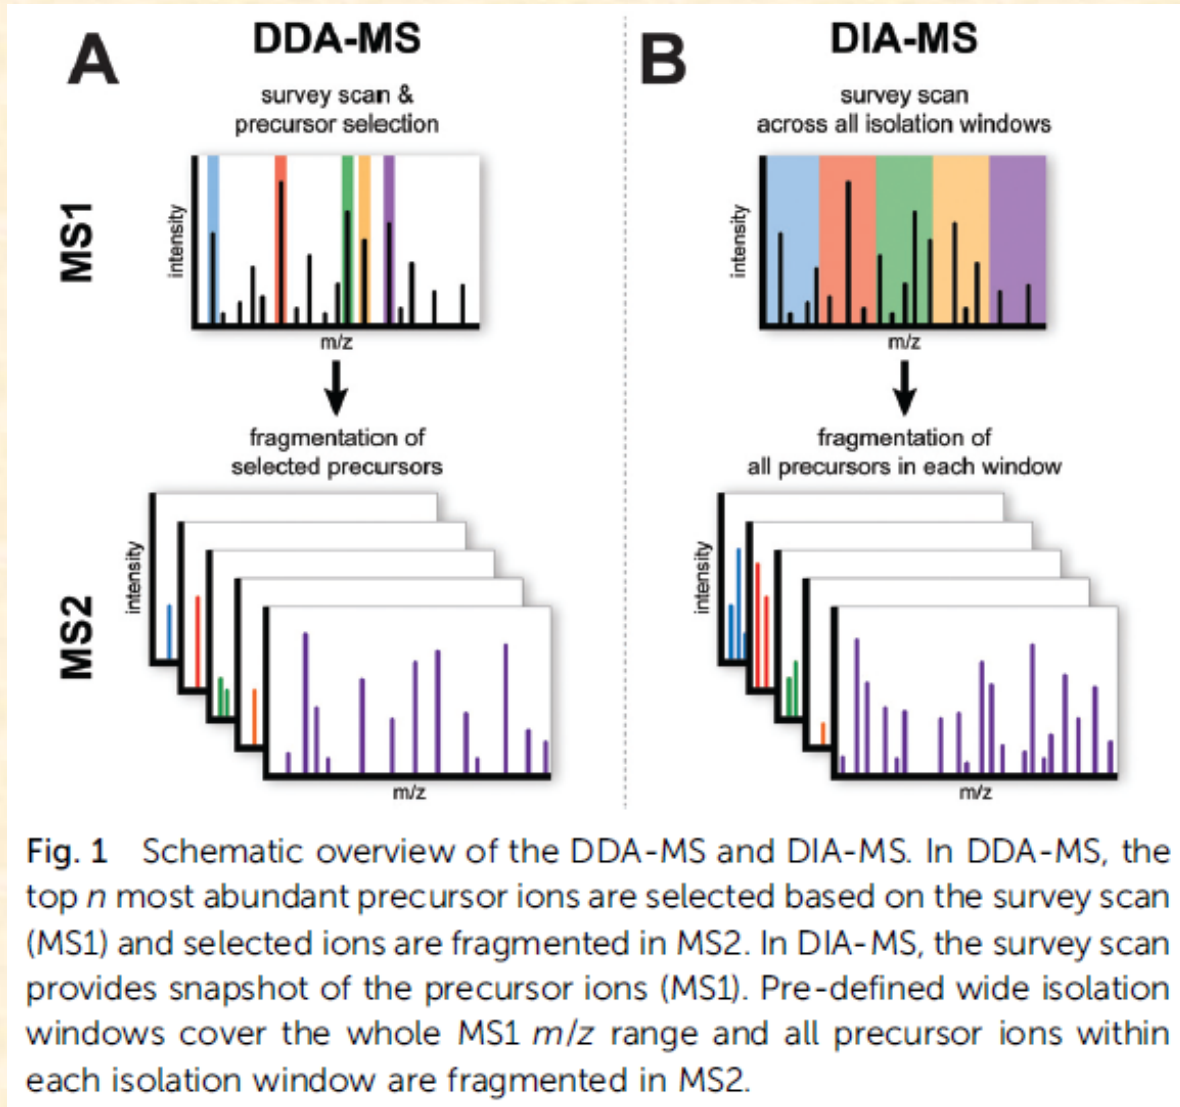 A
DDA-MS
survey scan &
precursor selection
MS1
intensity
m/z
fragmentation of
selected precursors
MS2
intensity
m/z
B
DIA-MS
survey scan
across all isolation windows
intensity
m/z
fragmentation of
all precursors in each window
intensity
m/z
Fig. 1 Schematic overview of the DDA-MS and DIA-MS. In DDA-MS, the
top n most abundant precursor ions are selected based on the survey scan
(MS1) and selected ions are fragmented in MS2. In DIA-MS, the survey scan
provides snapshot of the precursor ions (MS1). Pre-defined wide isolation
windows cover the whole MS1 m/z range and all precursor ions within
each isolation window are fragmented in MS2.